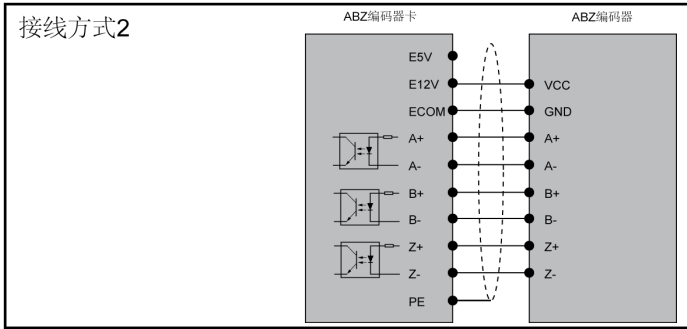 接线方式2
ABZ编码器卡
ABZ编码器
E5V
E12V
VCC
ECOM
GND
A+
A+
A-
A-
B+
B+
B-
B-
Z+
Z+
Z-
Z-
PE